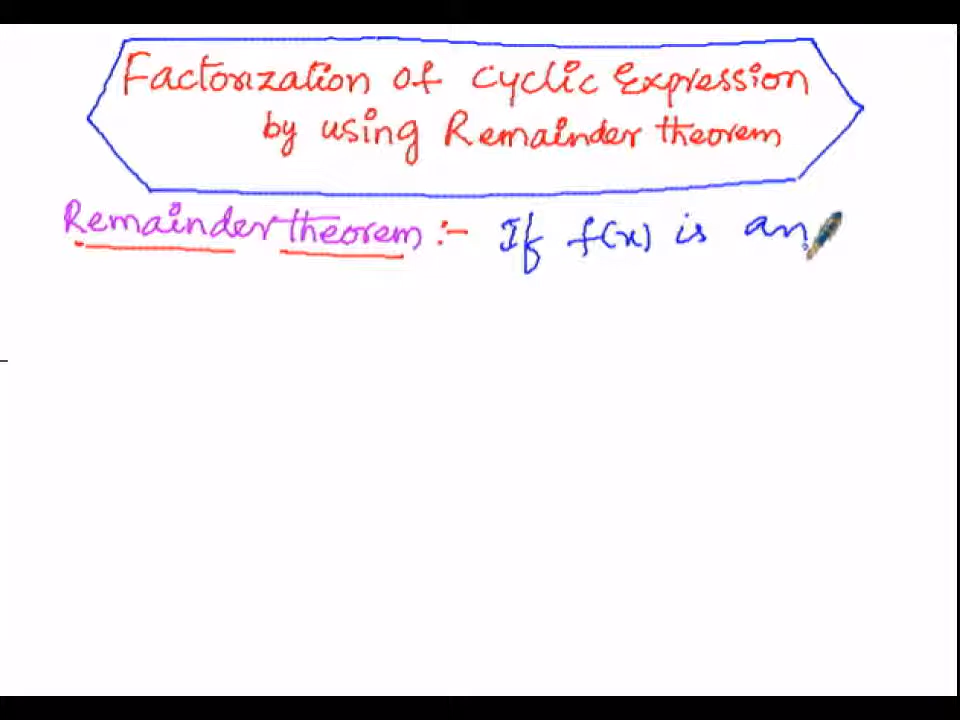 Factorization of Cyclic Expression
by using Remainder theorem
Remainder theorem :- If f(x) is an